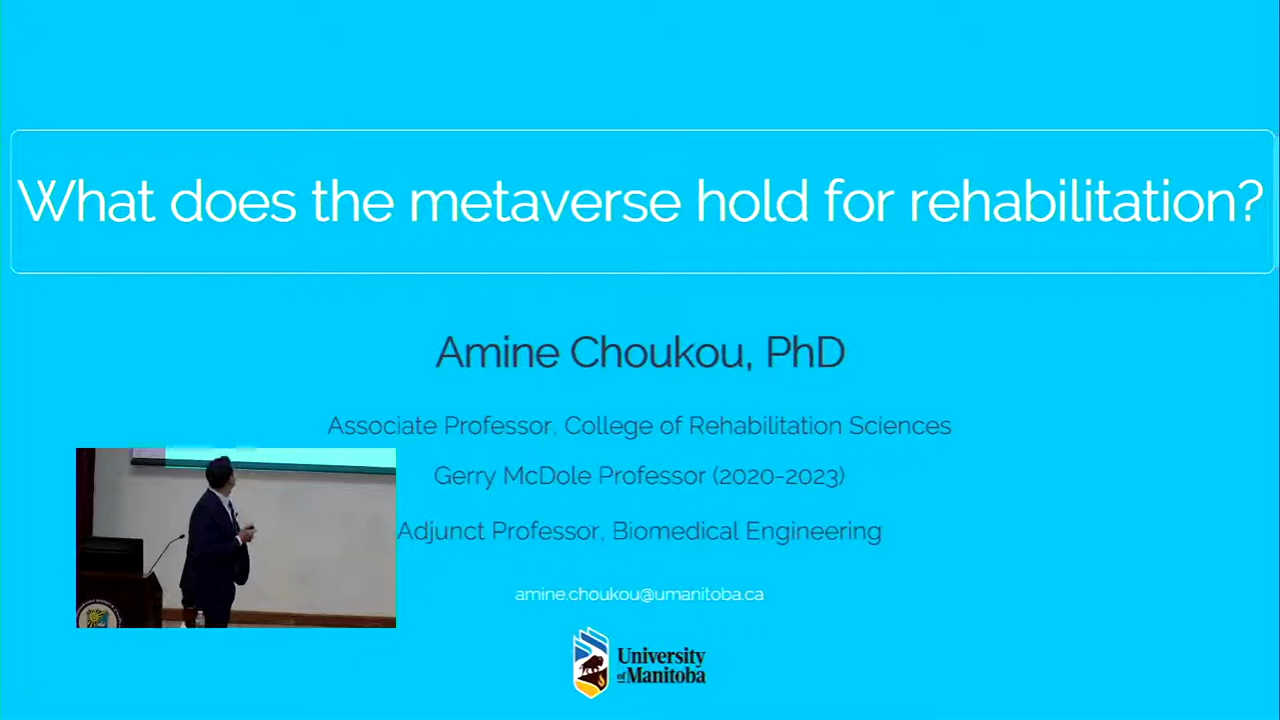 What does the metaverse hold for rehabilitation?
Amine Choukou, PhD
Associate Professor, College of Rehabilitation Sciences
Gerry McDole Professor (2020-2023)
Adjunct Professor, Biomedical Engineering
amine.choukou@umanitoba.ca
University
of Manitoba